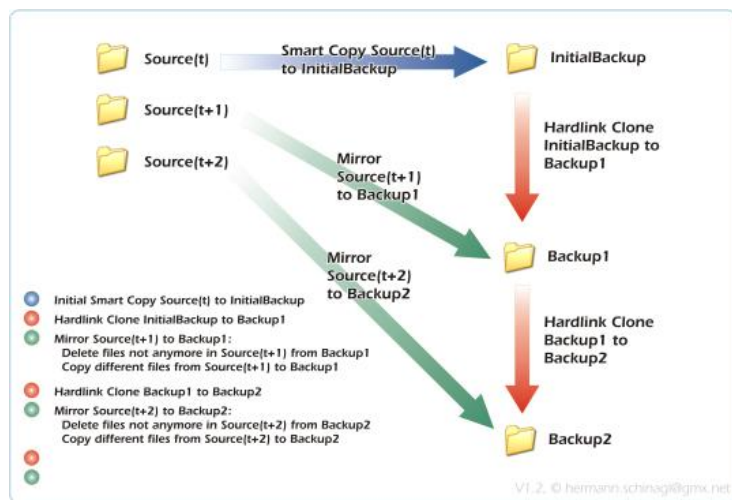 Source(t)
Smart Copy Source(t)
to InitialBackup
InitialBackup
Source(t+1)
Source(t+2)
Hardlink Clone
InitialBackup to
Backup1
Mirror
Source(t+1)
to Backup1
Mirror
Source(t+2)
to Backup2
Backup1
Hardlink Clone
Backup1 to
Backup2
Backup2
Initial Smart Copy Source(t) to InitialBackup
Hardlink Clone InitialBackup to Backup1
Mirror Source(t+1) to Backup1:
Delete files not anymore in Source(t+1) from Backup1
Copy different files from Source(t+1) to Backup1
Hardlink Clone Backup1 to Backup2
Mirror Source(t+2) to Backup2:
Delete files not anymore in Source(t+2) from Backup2
Copy different files from Source(t+2) to Backup2
V1.2, © hermann.schinagl@gmx.net